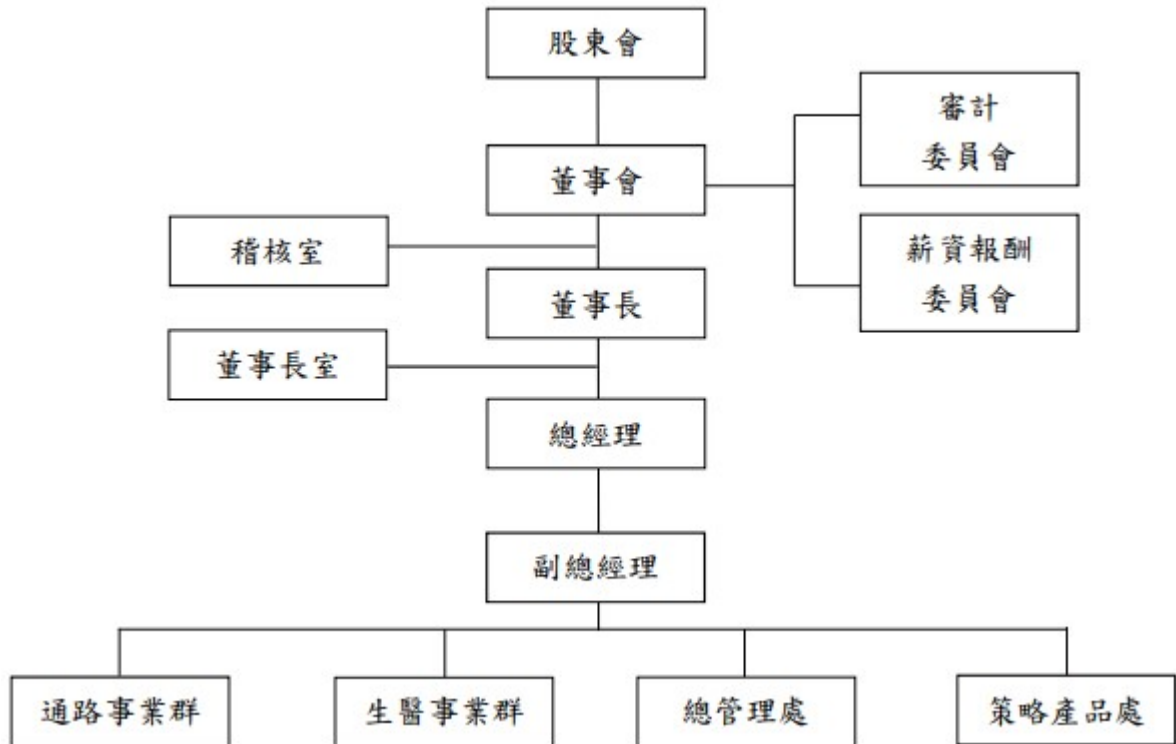 股東會
審計
委員會
董事會
稽核室
薪資報酬
委員會
董事長
董事長室
總經理
副總經理
通路事業群
生醫事業群
總管理處
策略產品處